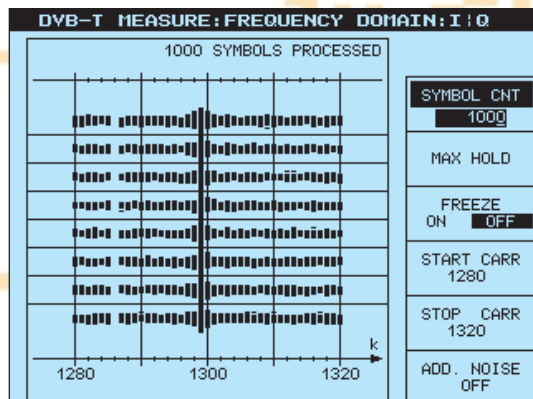 DVB-T MEASURE:FREQUENCY DOMAIN:I¦Q
1000 SYMBOLS PROCESSED
k
1280 1300 1320
SYMBOL CNT
1000
MAX HOLD
FREEZE
ON OFF
START CARR
1280
STOP CARR
1320
ADD. NOISE
OFF